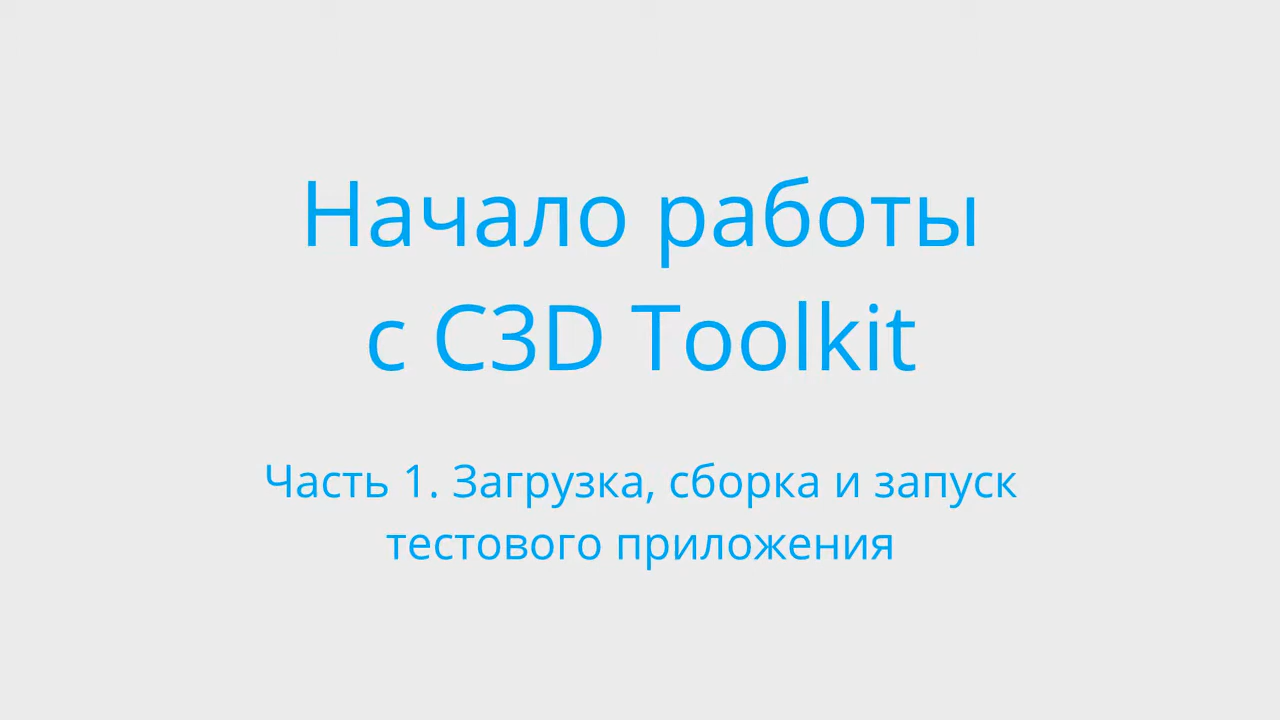 Начало работы
с C3D Toolkit
Часть 1. Загрузка, сборка и запуск
тестового приложения